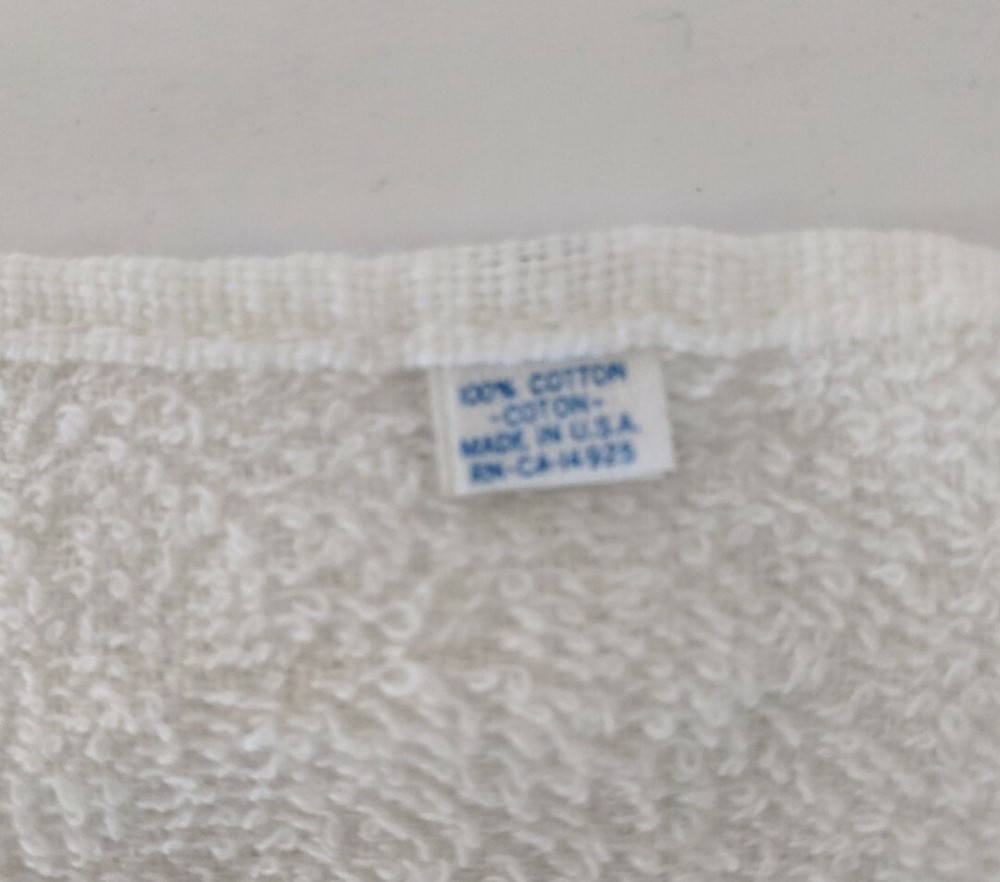 100% COTTON
-COTON-
MADE IN U.S.A.
RN-CA-14925